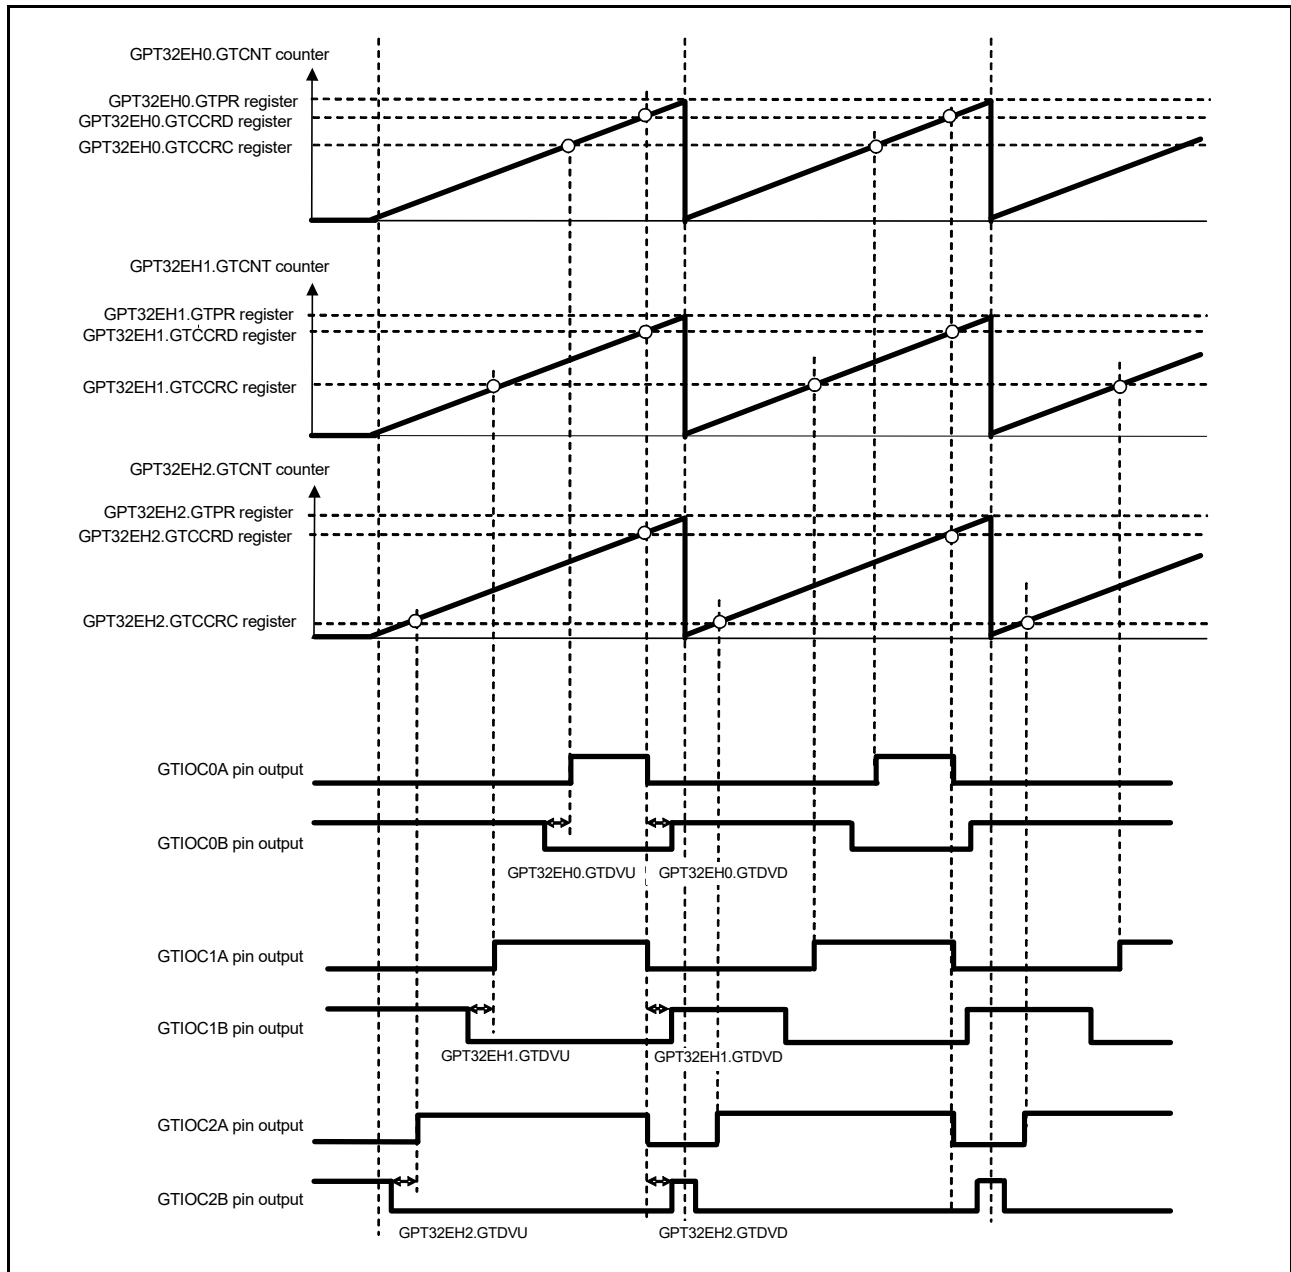 GPT32EH0.GTCNT counter
GPT32EH0.GTPR register
GPT32EH0.GTCCRD register
GPT32EH0.GTCCRC register
GPT32EH1.GTCNT counter
GPT32EH1.GTPR register
GPT32EH1.GTCCRD register
GPT32EH1.GTCCRC register
GPT32EH2.GTCNT counter
GPT32EH2.GTPR register
GPT32EH2.GTCCRD register
GPT32EH2.GTCCRC register
GTIOC0A pin output
GTIOC0B pin output
GPT32EH0.GTDVU GPT32EH0.GTDVD
GTIOC1A pin output
GTIOC1B pin output
GPT32EH1.GTDVU GPT32EH1.GTDVD
GTIOC2A pin output
GTIOC2B pin output
GPT32EH2.GTDVU GPT32EH2.GTDVD